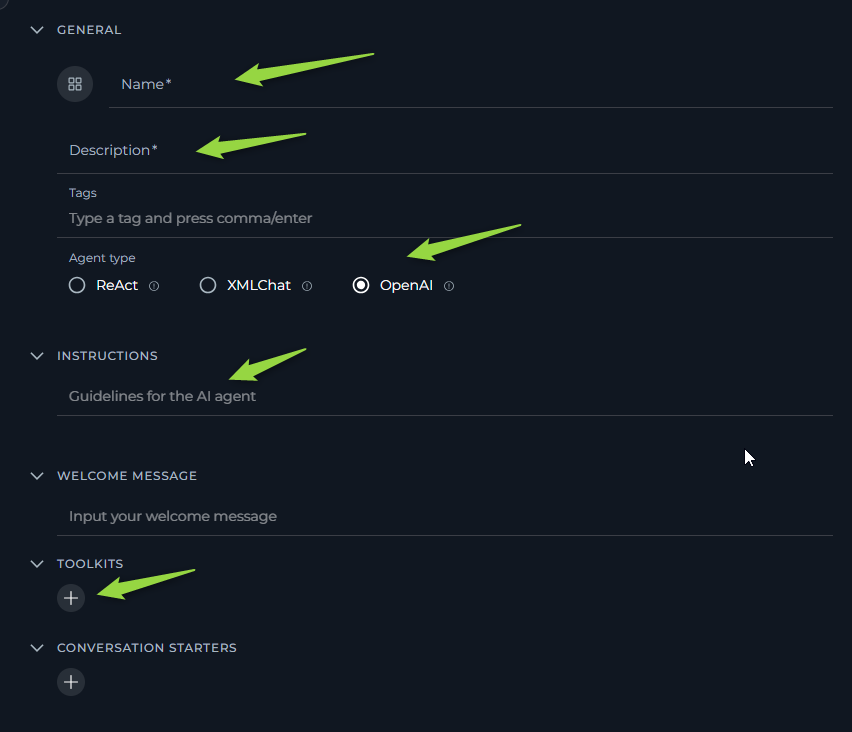 GENERAL
Name*
Description*
Tags
Type a tag and press comma/enter
Agent type
ReAct XMLChat OpenAI
INSTRUCTIONS
Guidelines for the AI agent
WELCOME MESSAGE
Input your welcome message
TOOLKITS
CONVERSATION STARTERS